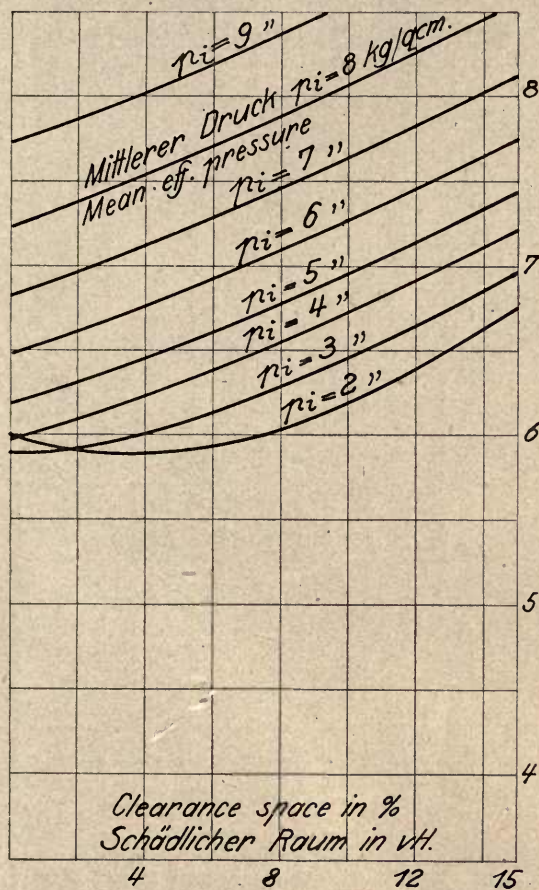 pi=9 "
Mittlerer Druck pi=8 kg/qcm.
Mean eff. pressure
pi=7 "
pi=6 "
pi=5 "
pi=4 "
pi=3 "
pi=2 "
8
7
6
5
4
Clearance space in %
Schädlicher Raum in vH.
4 8 12 15